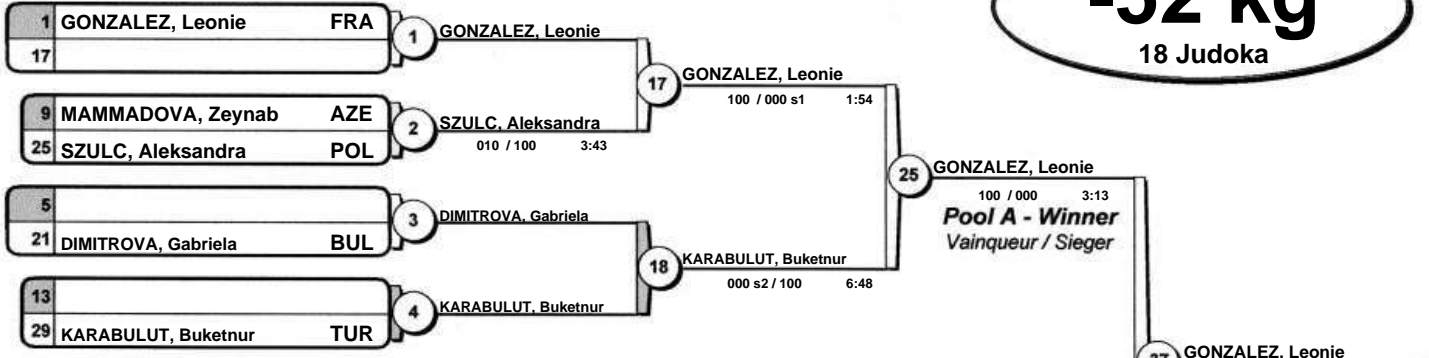 -52 kg
18 Judoka
1 GONZALEZ, Leonie FRA
17
1
GONZALEZ, Leonie
9 MAMMADOVA, Zeynab AZE
25 SZULC, Aleksandra POL
2
SZULC, Aleksandra
010 / 100 3:43
17
GONZALEZ, Leonie
100 / 000 s1 1:54
5
21 DIMITROVA, Gabriela BUL
3
DIMITROVA, Gabriela
13
29 KARABULUT, Buketnur TUR
4
KARABULUT, Buketnur
18
KARABULUT, Buketnur
000 s2 / 100 6:48
25
GONZALEZ, Leonie
100 / 000 3:13
Pool A - Winner
Vainqueur / Sieger
GONZALEZ, Leonie